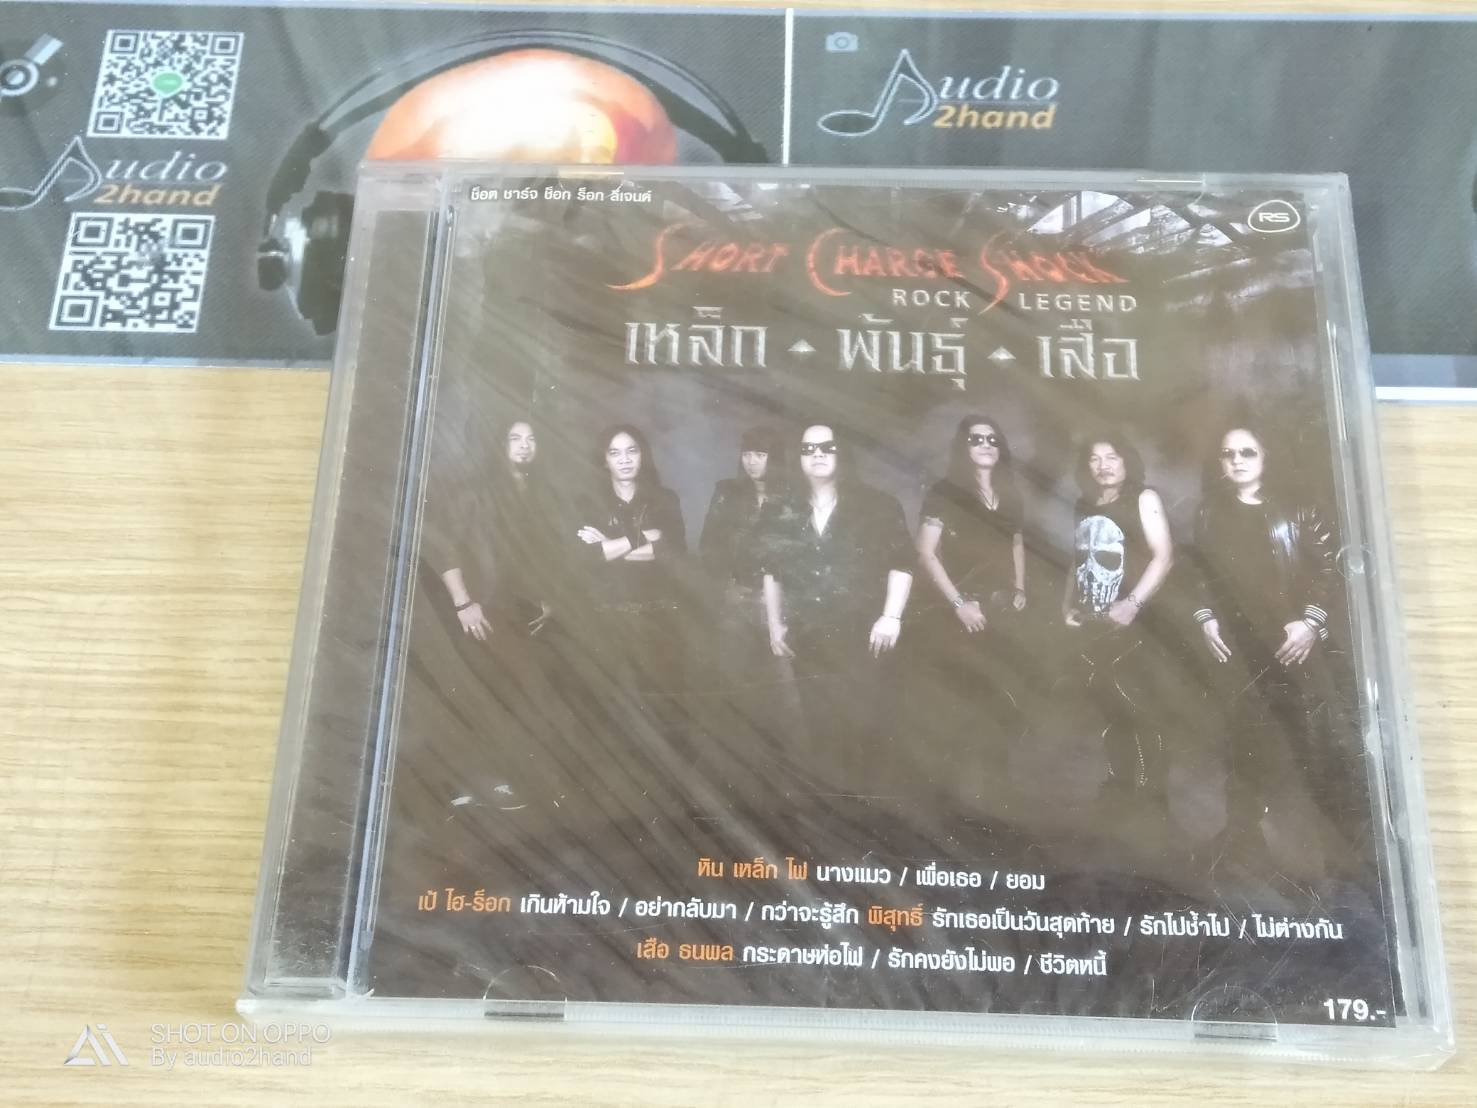 Audio
2hand
Audio
2hand
ช็อต ชาร์จ ช็อก ร็อก ลีเจนด์
RS
SHORT CHARGE SHOCK
ROCK LEGEND
เหล็ก พันธุ์ เสือ
หิน เหล็ก ไฟ นางแมว / เพื่อเธอ / ยอม
เป้ ไฮ-ร็อก เกินห้ามใจ / อย่ากลับมา / กว่าจะรู้สึก พิสุทธิ์ รักเธอเป็นวันสุดท้าย / รักไปช้ำไป / ไม่ต่างกัน
เสือ ธนพล กระดาษห่อไฟ / รักคงยังไม่พอ / ชีวิตหนี้
179.-
SHOT ON OPPO
By audio2hand